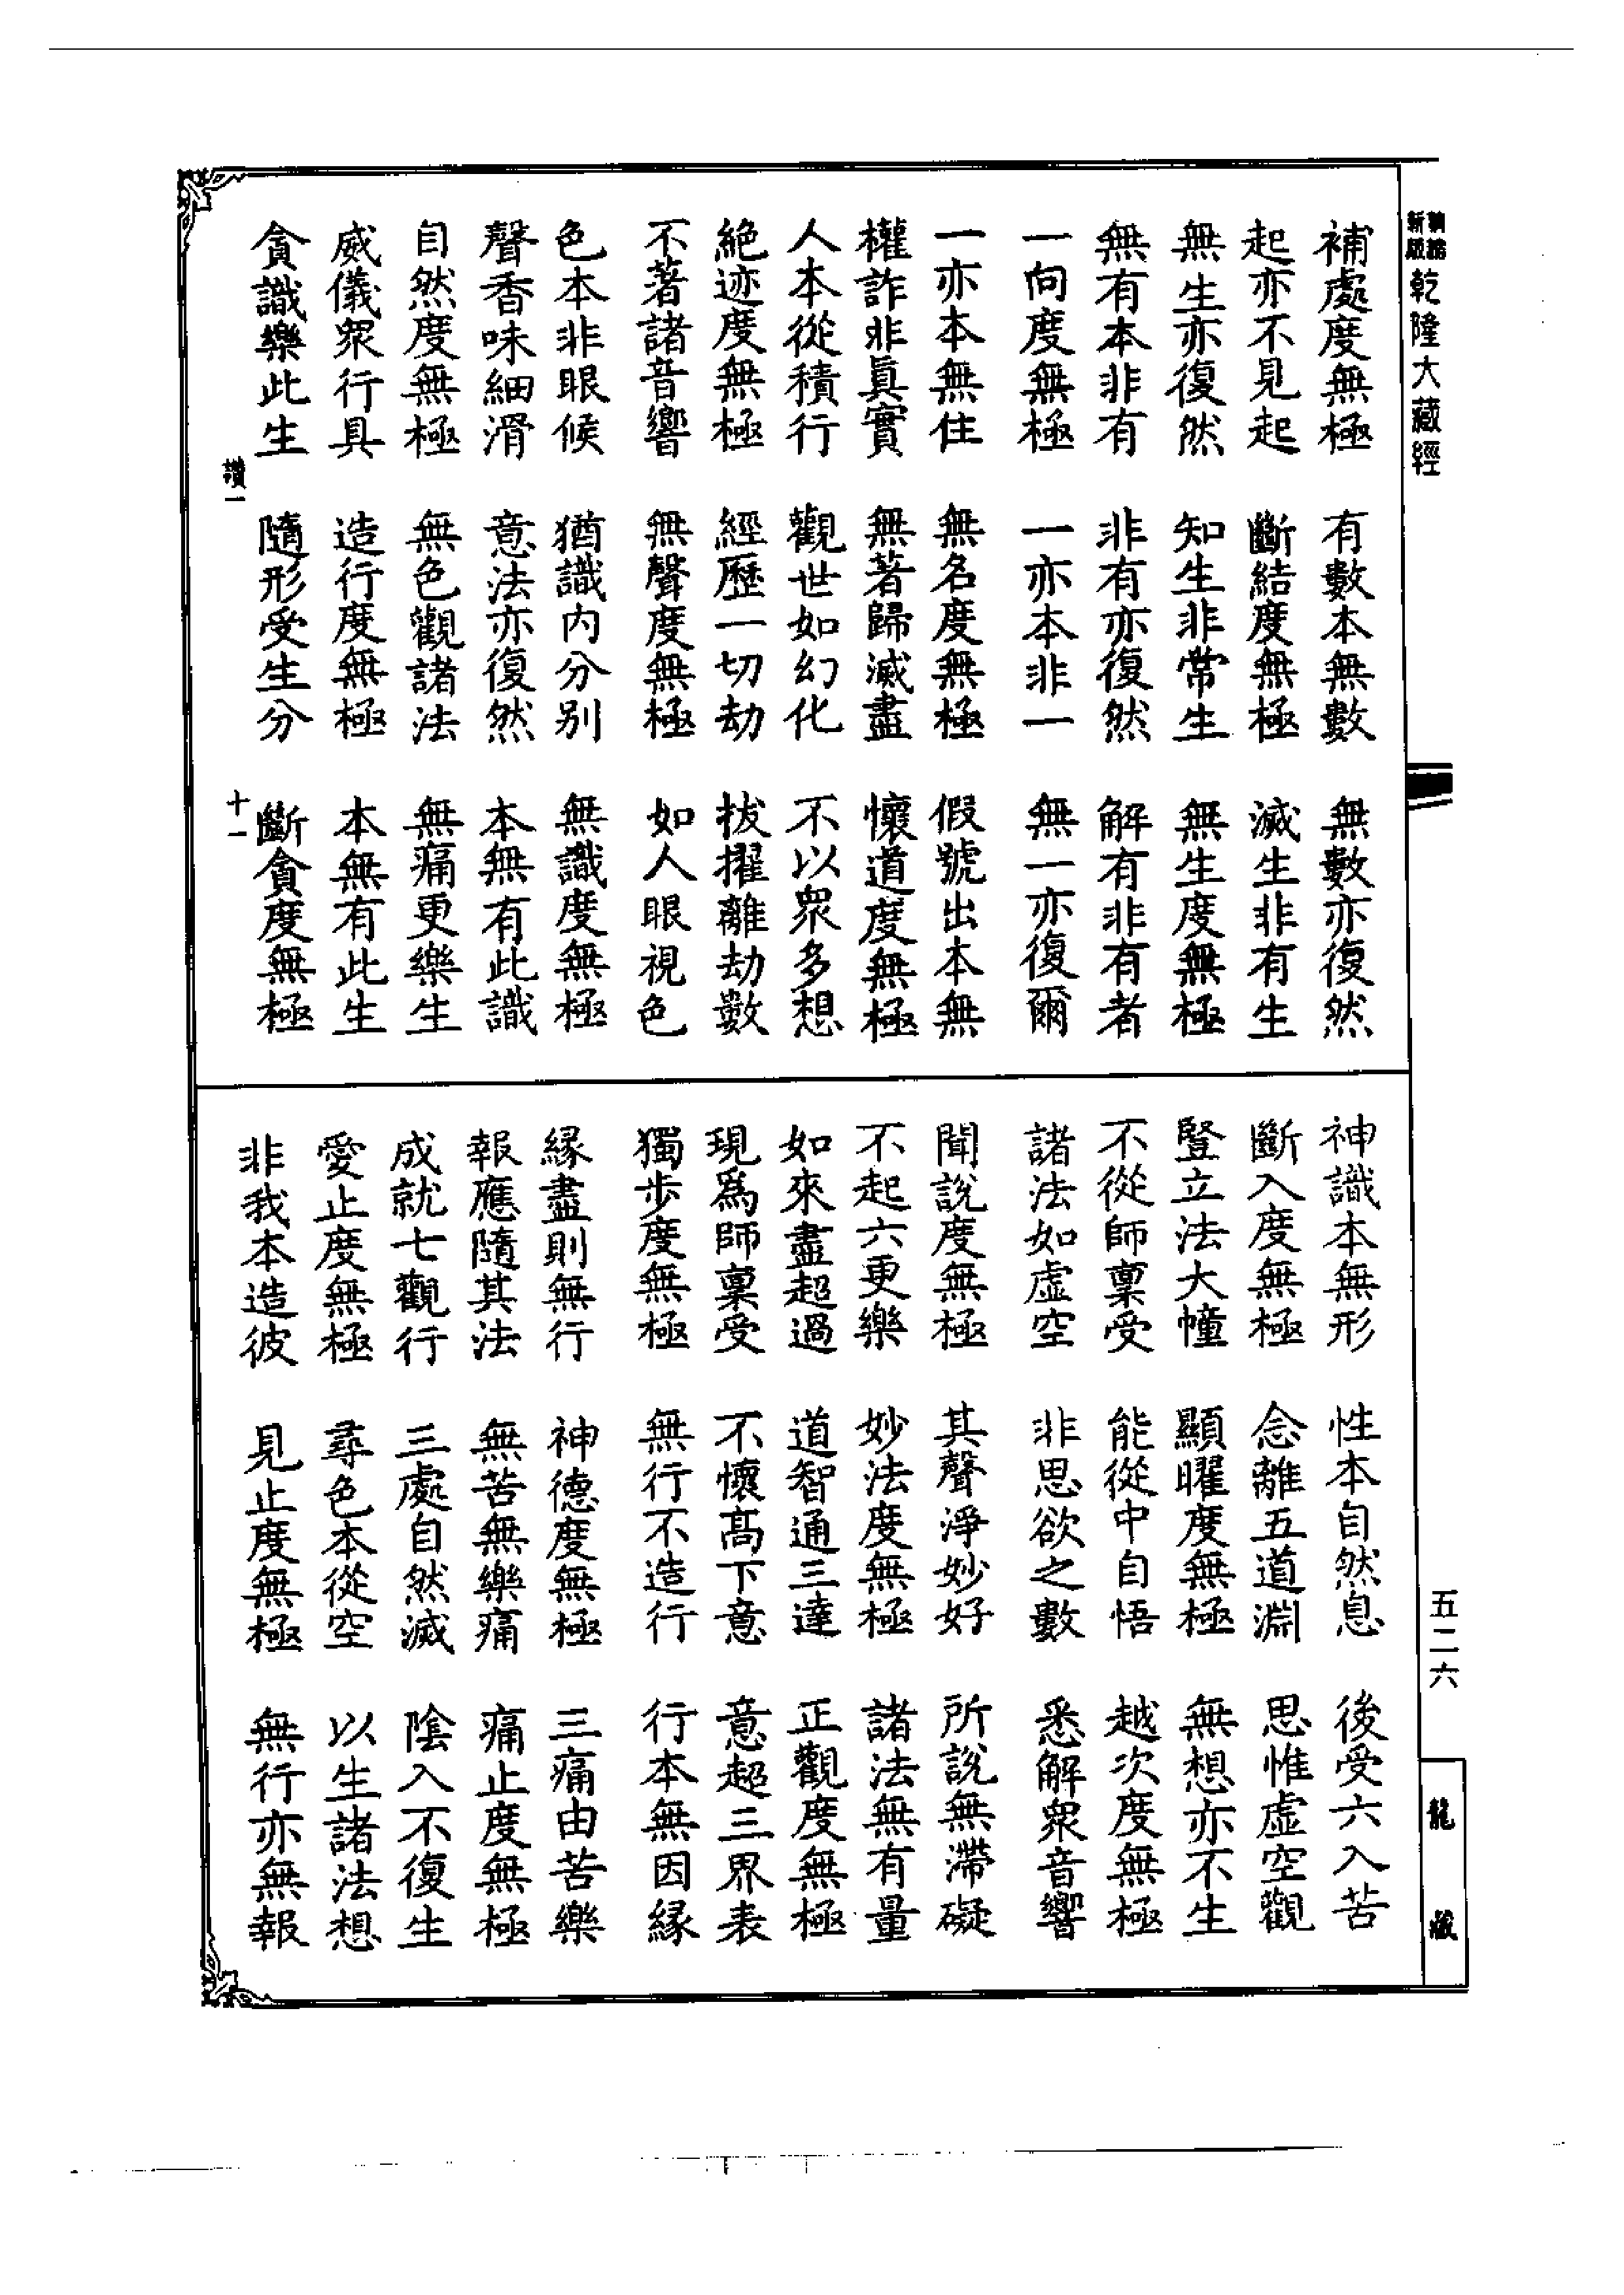 乾隆大藏經
補處度無極　有數本無數　無數亦復然
起亦不見起　斷結度無極　滅生非有生
無生亦復然　知生非常生　無生度無極
無有本非有　非有亦復然　解有非有者
一向度無極　一亦本非一　無一亦復爾
一亦本無住　無名度無極　假號出本無
權詐非眞實　無著歸滅盡　懷道度無極
人本從積行　觀世如幻化　不以眾多想
絕迹度無極　經歷一切劫　拔擢離劫數
不著諸音響　無聲度無極　如人眼視色
色本非眼候　猶識內分別　無識度無極
聲香味細滑　意法亦復然　本無有此識
自然度無極　無色觀諸法　無痛更樂生
威儀眾行具　造行度無極　本無有此生
貪識樂此生　隨形受生分　斷貪度無極
讚一　十一
神識本無形　性本自然息　後受六入苦
斷入度無極　念離五道淵　思惟虛空觀
豎立法大幢　顯曜度無極　無想亦不生
不從師稟受　能從中自悟　越次度無極
諸法如虛空　非思欲之數　悉解眾音響
聞說度無極　其聲淨妙好　所說無滯礙
不起六更樂　妙法度無極　諸法無有量
如來盡超過　道智通三達　正觀度無極
現爲師稟受　不懷高下意　意超三界表
獨步度無極　無行不造行　行本無因緣
緣盡則無行　神德度無極　三痛由苦樂
報應隨其法　無苦無樂痛　痛止度無極
成就七觀行　三處自然滅　陰入不復生
愛止度無極　尋色本從空　以生諸法想
非我本造彼　見止度無極　無行亦無報
五二六
龍藏